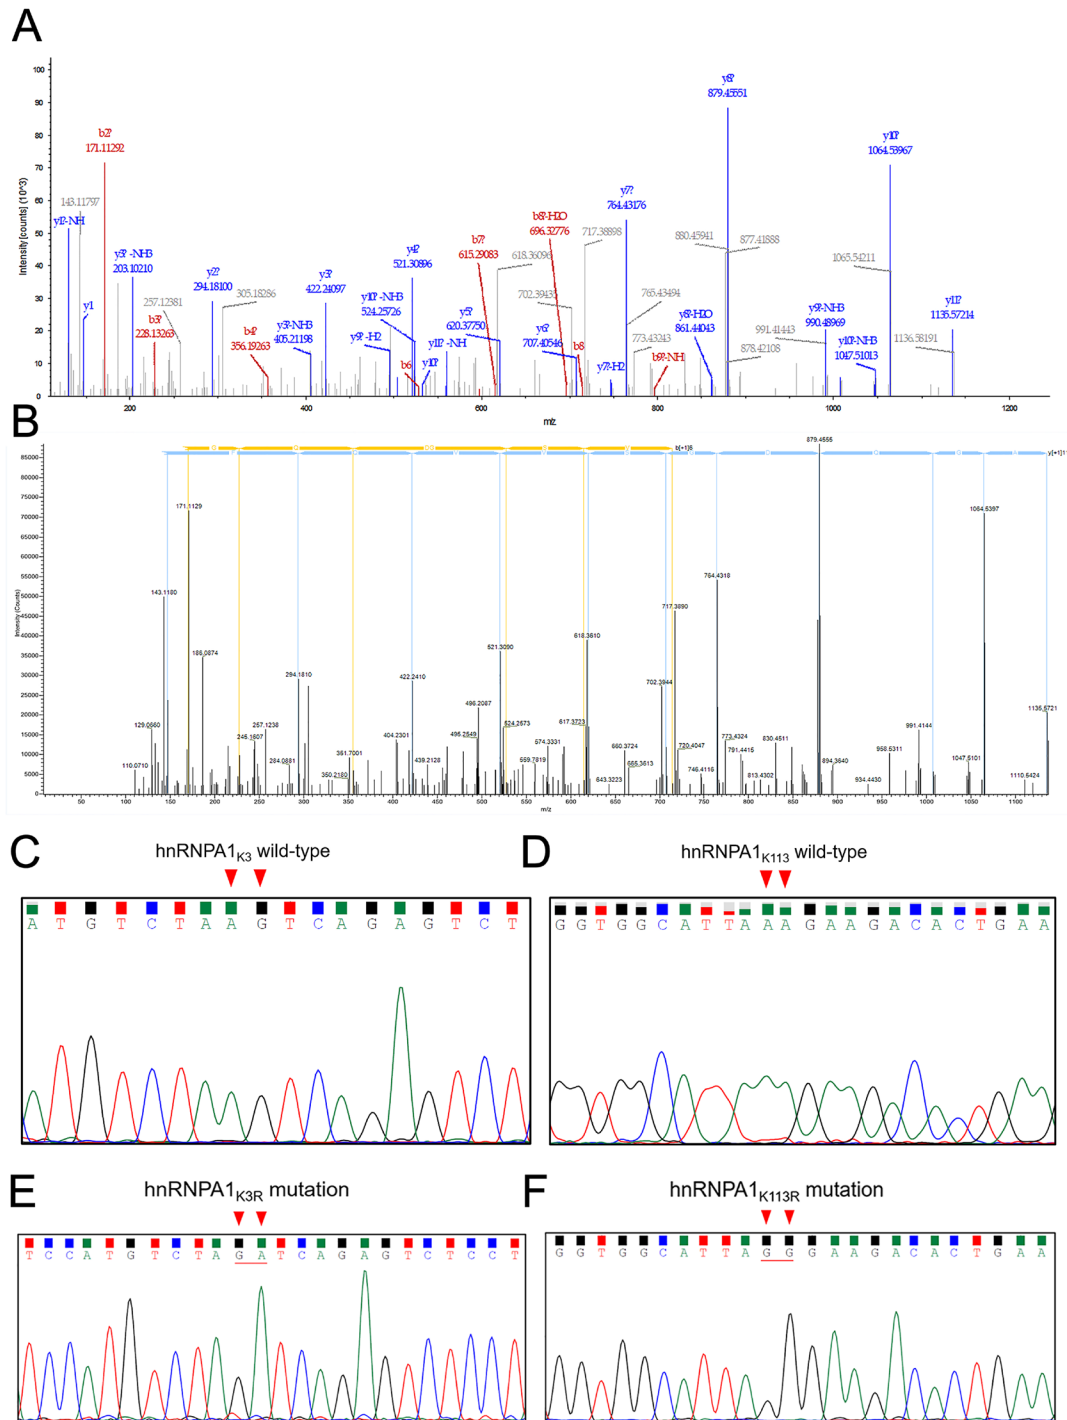 A
100
90
80
70
60
50
40
30
20
10
0
Intensity [counts] (10^3)
200
400
600
800
1000
1200
m/z
y1?-NH
143.11797
b2?
171.11292
y1
y5? -NH3
203.10210
257.12381
b3?
228.13263
y2?
294.18100
305.18286
b4?
356.19263
y3?
422.24097
y3?-NH3
405.21198
y10? -NH3
524.25726
y9? -H2
y4?
521.30896
b6
y10?
y11? -NH
b7?
615.29083
y5?
620.37750
618.36096
b8?-H2O
696.32776
702.39435
y6?
707.40546
b8
717.38898
y7?
764.43176
765.43494
773.43243
y7?-H2
b9?-NH
y8?
879.45551
880.45941
877.41888
y8?-H2O
861.44043
878.42108
991.41443
y9?-NH3
990.48969
y10?
1064.53967
1065.54211
y10?-NH3
1047.51013
y11?
1135.57214
1136.58191
B
85000
80000
75000
70000
65000
60000
55000
50000
45000
40000
35000
30000
25000
20000
15000
10000
5000
0
Intensity (Counts)
50
100
150
200
250
300
350
400
450
500
550
600
650
700
750
800
850
900
950
1000
1050
1100
m/z
879.4555
171.1129
1064.5397
143.1180
764.4318
717.3890
186.0874
521.3090
618.3610
294.1810
422.2410
702.3944
496.2087
1135.5721
129.0660
257.1238
245.1607
524.2573
617.3723
404.2301
495.2549
574.3331
660.3724
720.4047
773.4324
830.4511
991.4144
110.0710
284.0881
361.7001
350.2180
439.2128
559.7819
665.3613
643.3223
746.4116
791.4415
813.4302
894.3640
934.4430
958.5311
1047.5101
1110.5424
C
hnRNPA1K3 wild-type
A T G T C T A A G T C A G A G T C T
D
hnRNPA1K113 wild-type
G G T G G C A T T A A A G A A G A C A C T G A A
E
hnRNPA1K3R mutation
T C C A T G T C T A G A T C A G A G T C T C C T
F
hnRNPA1K113R mutation
G G T G G C A T T A G G G A A G A C A C T G A A